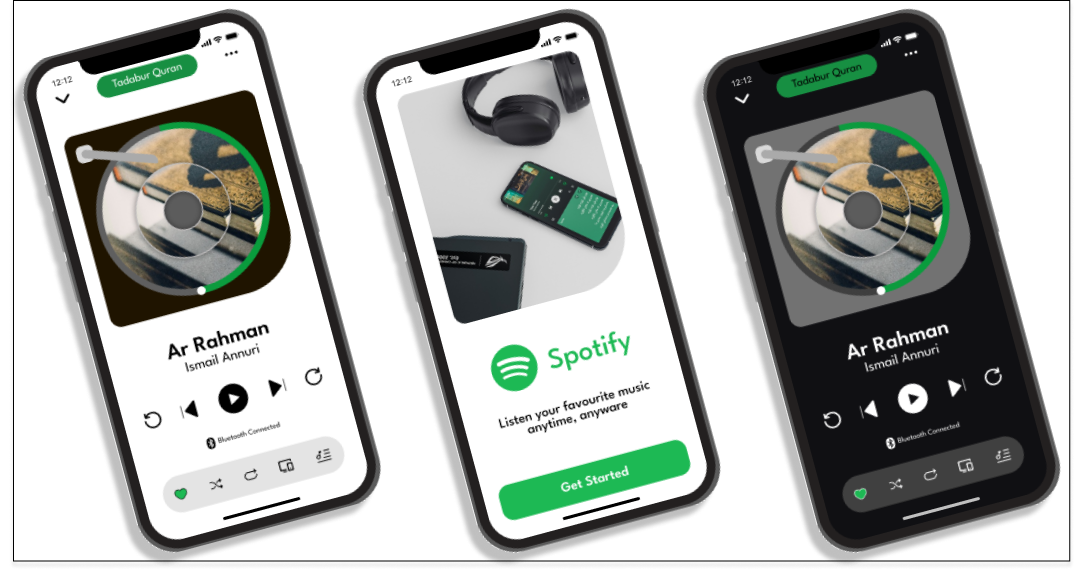 12:12
Tadabur Quran
Ar Rahman
Ismail Annuri
Bluetooth Connected
12:12
Spotify
Listen your favourite music
anytime, anyware
Get Started
12:12
Tadabur Quran
Ar Rahman
Ismail Annuri
Bluetooth Connected